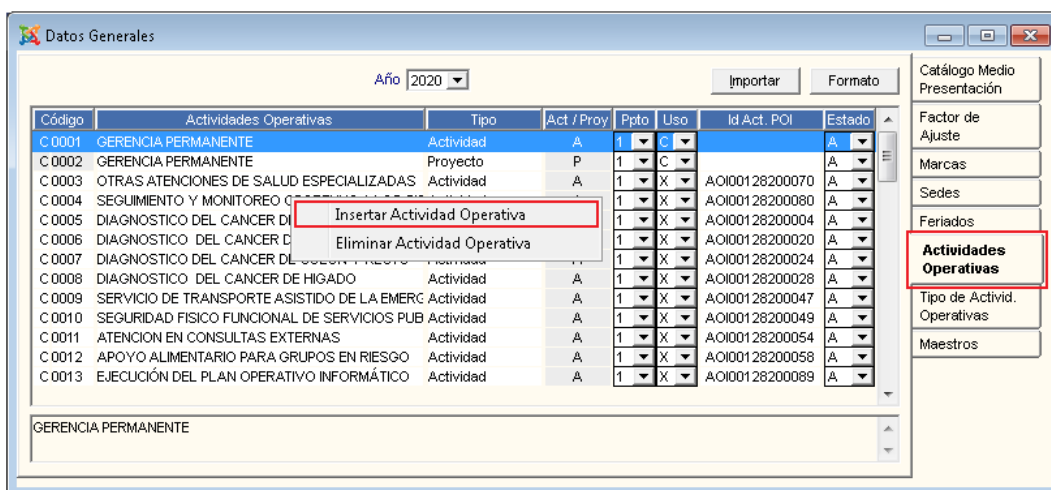 Datos Generales
Año 2020 Importar Formato
Código Actividades Operativas Tipo Act / Proy Ppto Uso Id Act. POI Estado
C 0001 GERENCIA PERMANENTE Actividad A 1 C A
C 0002 GERENCIA PERMANENTE Proyecto P 1 C A
C 0003 OTRAS ATENCIONES DE SALUD ESPECIALIZADAS Actividad A 1 X AOI00128200070 A
C 0004 SEGUIMIENTO Y MONITOREO 1 X AOI00128200080 A
C 0005 DIAGNOSTICO DEL CANCER 1 X AOI00128200004 A
C 0006 DIAGNOSTICO DEL CANCER 1 X AOI00128200020 A
C 0007 DIAGNOSTICO DEL CANCER DE COLON Y RECTO Actividad A 1 X AOI00128200024 A
C 0008 DIAGNOSTICO DEL CANCER DE HIGADO Actividad A 1 X AOI00128200028 A
C 0009 SERVICIO DE TRANSPORTE ASISTIDO DE LA EMERG Actividad A 1 X AOI00128200047 A
C 0010 SEGURIDAD FISICO FUNCIONAL DE SERVICIOS PUB Actividad A 1 X AOI00128200049 A
C 0011 ATENCION EN CONSULTAS EXTERNAS Actividad A 1 X AOI00128200054 A
C 0012 APOYO ALIMENTARIO PARA GRUPOS EN RIESGO Actividad A 1 X AOI00128200058 A
C 0013 EJECUCIÓN DEL PLAN OPERATIVO INFORMÁTICO Actividad A 1 X AOI00128200089 A
Insertar Actividad Operativa
Eliminar Actividad Operativa
GERENCIA PERMANENTE
Catálogo Medio
Presentación
Factor de
Ajuste
Marcas
Sedes
Feriados
Actividades
Operativas
Tipo de Activid.
Operativas
Maestros